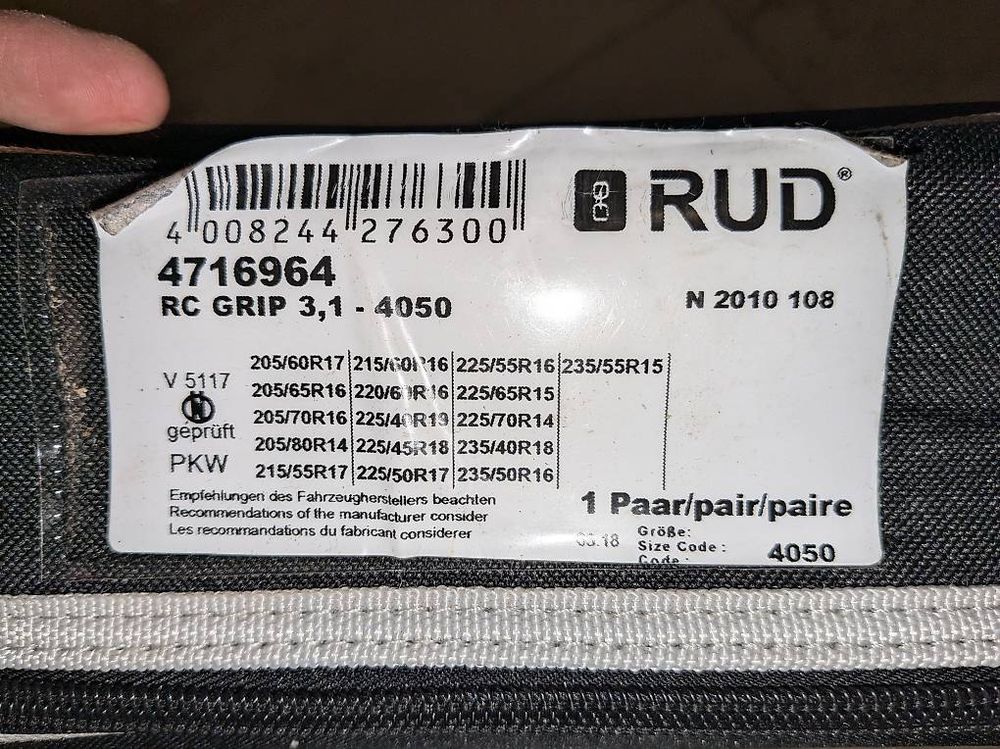 4 008244 276300
RUD®
4716964
RC GRIP 3,1 - 4050
N 2010 108
V 5117
geprüft
PKW
205/60R17 215/60R16 225/55R16 235/55R15
205/65R16 220/60R16 225/65R15
205/70R16 225/40R19 225/70R14
205/80R14 225/45R18 235/40R18
215/55R17 225/50R17 235/50R16
Empfehlungen des Fahrzeugherstellers beachten
Recommendations of the manufacturer consider
Les recommandations du fabricant considerer
1 Paar/pair/paire
03.18
Größe:
Size Code :
Code :
4050